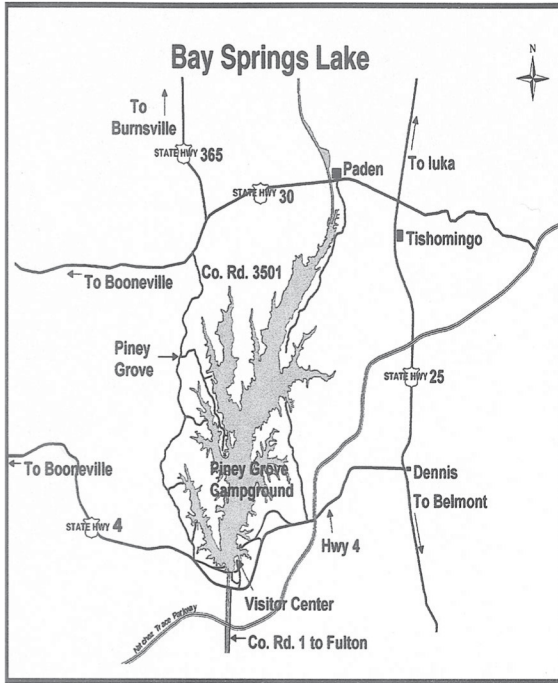 Bay Springs Lake
N
To
Burnsville
STATE HWY 365
Paden
To Iuka
STATE HWY 30
Tishomingo
Co. Rd. 3501
To Booneville
Piney
Grove
STATE HWY 25
To Booneville
Piney Grove
Campground
Dennis
To Belmont
STATE HWY 4
Hwy 4
Visitor Center
Natchez Trace Parkway
Co. Rd. 1 to Fulton